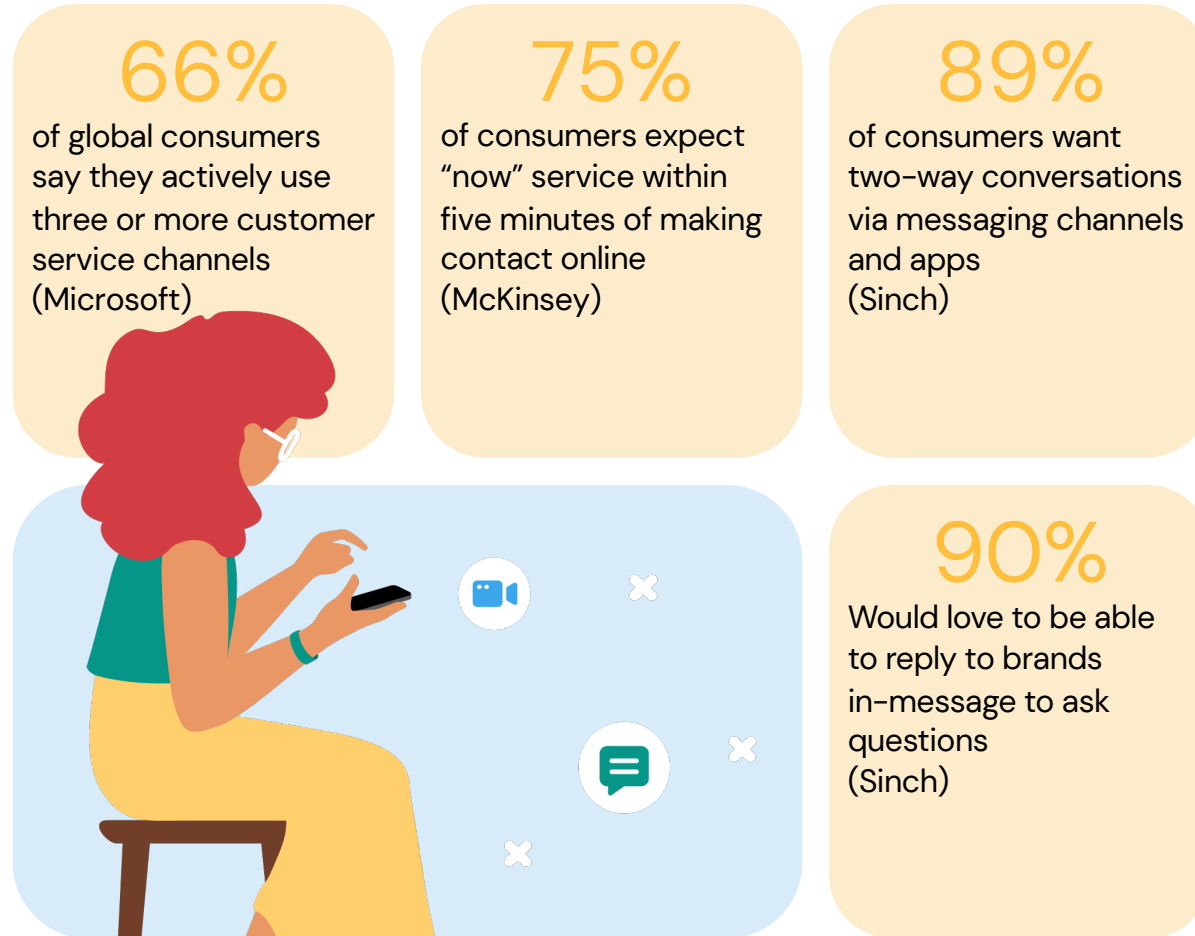 66%
of global consumers
say they actively use
three or more customer
service channels
(Microsoft)
75%
of consumers expect
“now” service within
five minutes of making
contact online
(McKinsey)
89%
of consumers want
two-way conversations
via messaging channels
and apps
(Sinch)
90%
Would love to be able
to reply to brands
in-message to ask
questions
(Sinch)